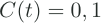 C(t) = 0, 1